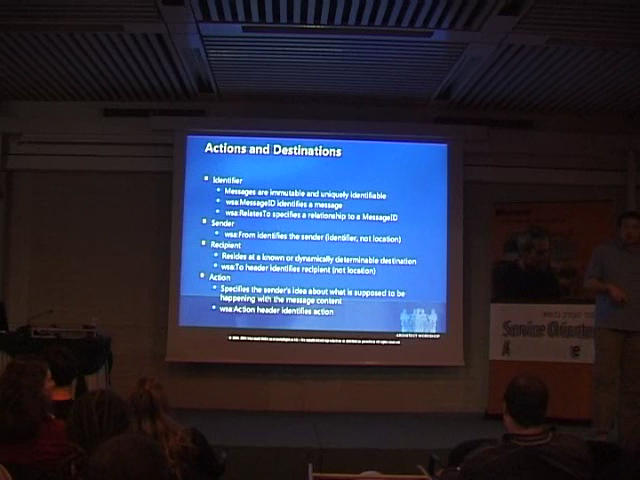 Actions and Destinations
Identifier
Messages are immutable and uniquely identifiable
wsa:MessageID identifies a message
wsa:RelatesTo specifies a relationship to a MessageID
Sender
wsa:From identifies the sender (identifier, not location)
Recipient
Resides at a known or dynamically determinable destination
wsa:To header identifies recipient (not location)
Action
Specifies the sender's idea about what is supposed to be
happening with the message content
wsa:Action header identifies action
ARCHITECT WORKSHOP
Service